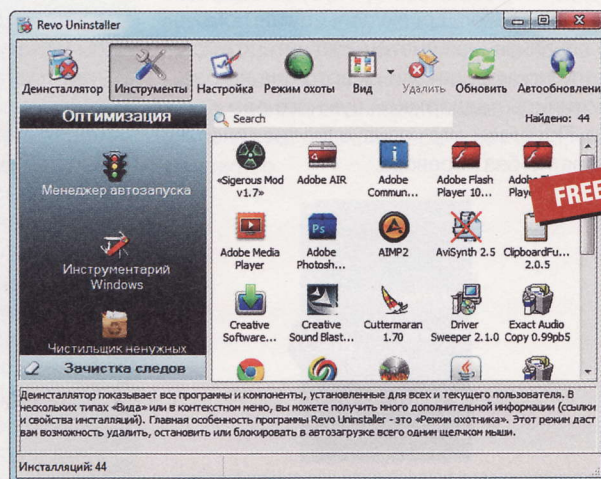 Revo Uninstaller
Деинсталлятор Инструменты Настройка Режим охоты Вид Удалить Обновить Автообновлени
Оптимизация
Search
Найдено: 44
Менеджер автозапуска
Инструментарий
Windows
Чистильщик ненужных
Зачистка следов
«Sigerous Mod
v1.7»
Adobe AIR
Adobe
Commun...
Adobe Flash
Player 10...
Adobe
Play
FREE
Adobe Media
Player
Adobe
Photosh...
AIMP2
AviSynth 2.5
ClipboardFu...
2.0.5
Creative
Software...
Creative
Sound Blast...
Cuttermaran
1.70
Driver
Sweeper 2.1.0
Exact Audio
Copy 0.99pb5
Деинсталлятор показывает все программы и компоненты, установленные для всех и текущего пользователя. В
нескольких типах «Вида» или в контекстном меню, вы можете получить много дополнительной информации (ссылки
и свойства инсталляций). Главная особенность программы Revo Uninstaller - это «Режим охотника». Этот режим даст
вам возможность удалить, остановить или блокировать в автозагрузке всего одним щелчком мыши.
Инсталляций: 44